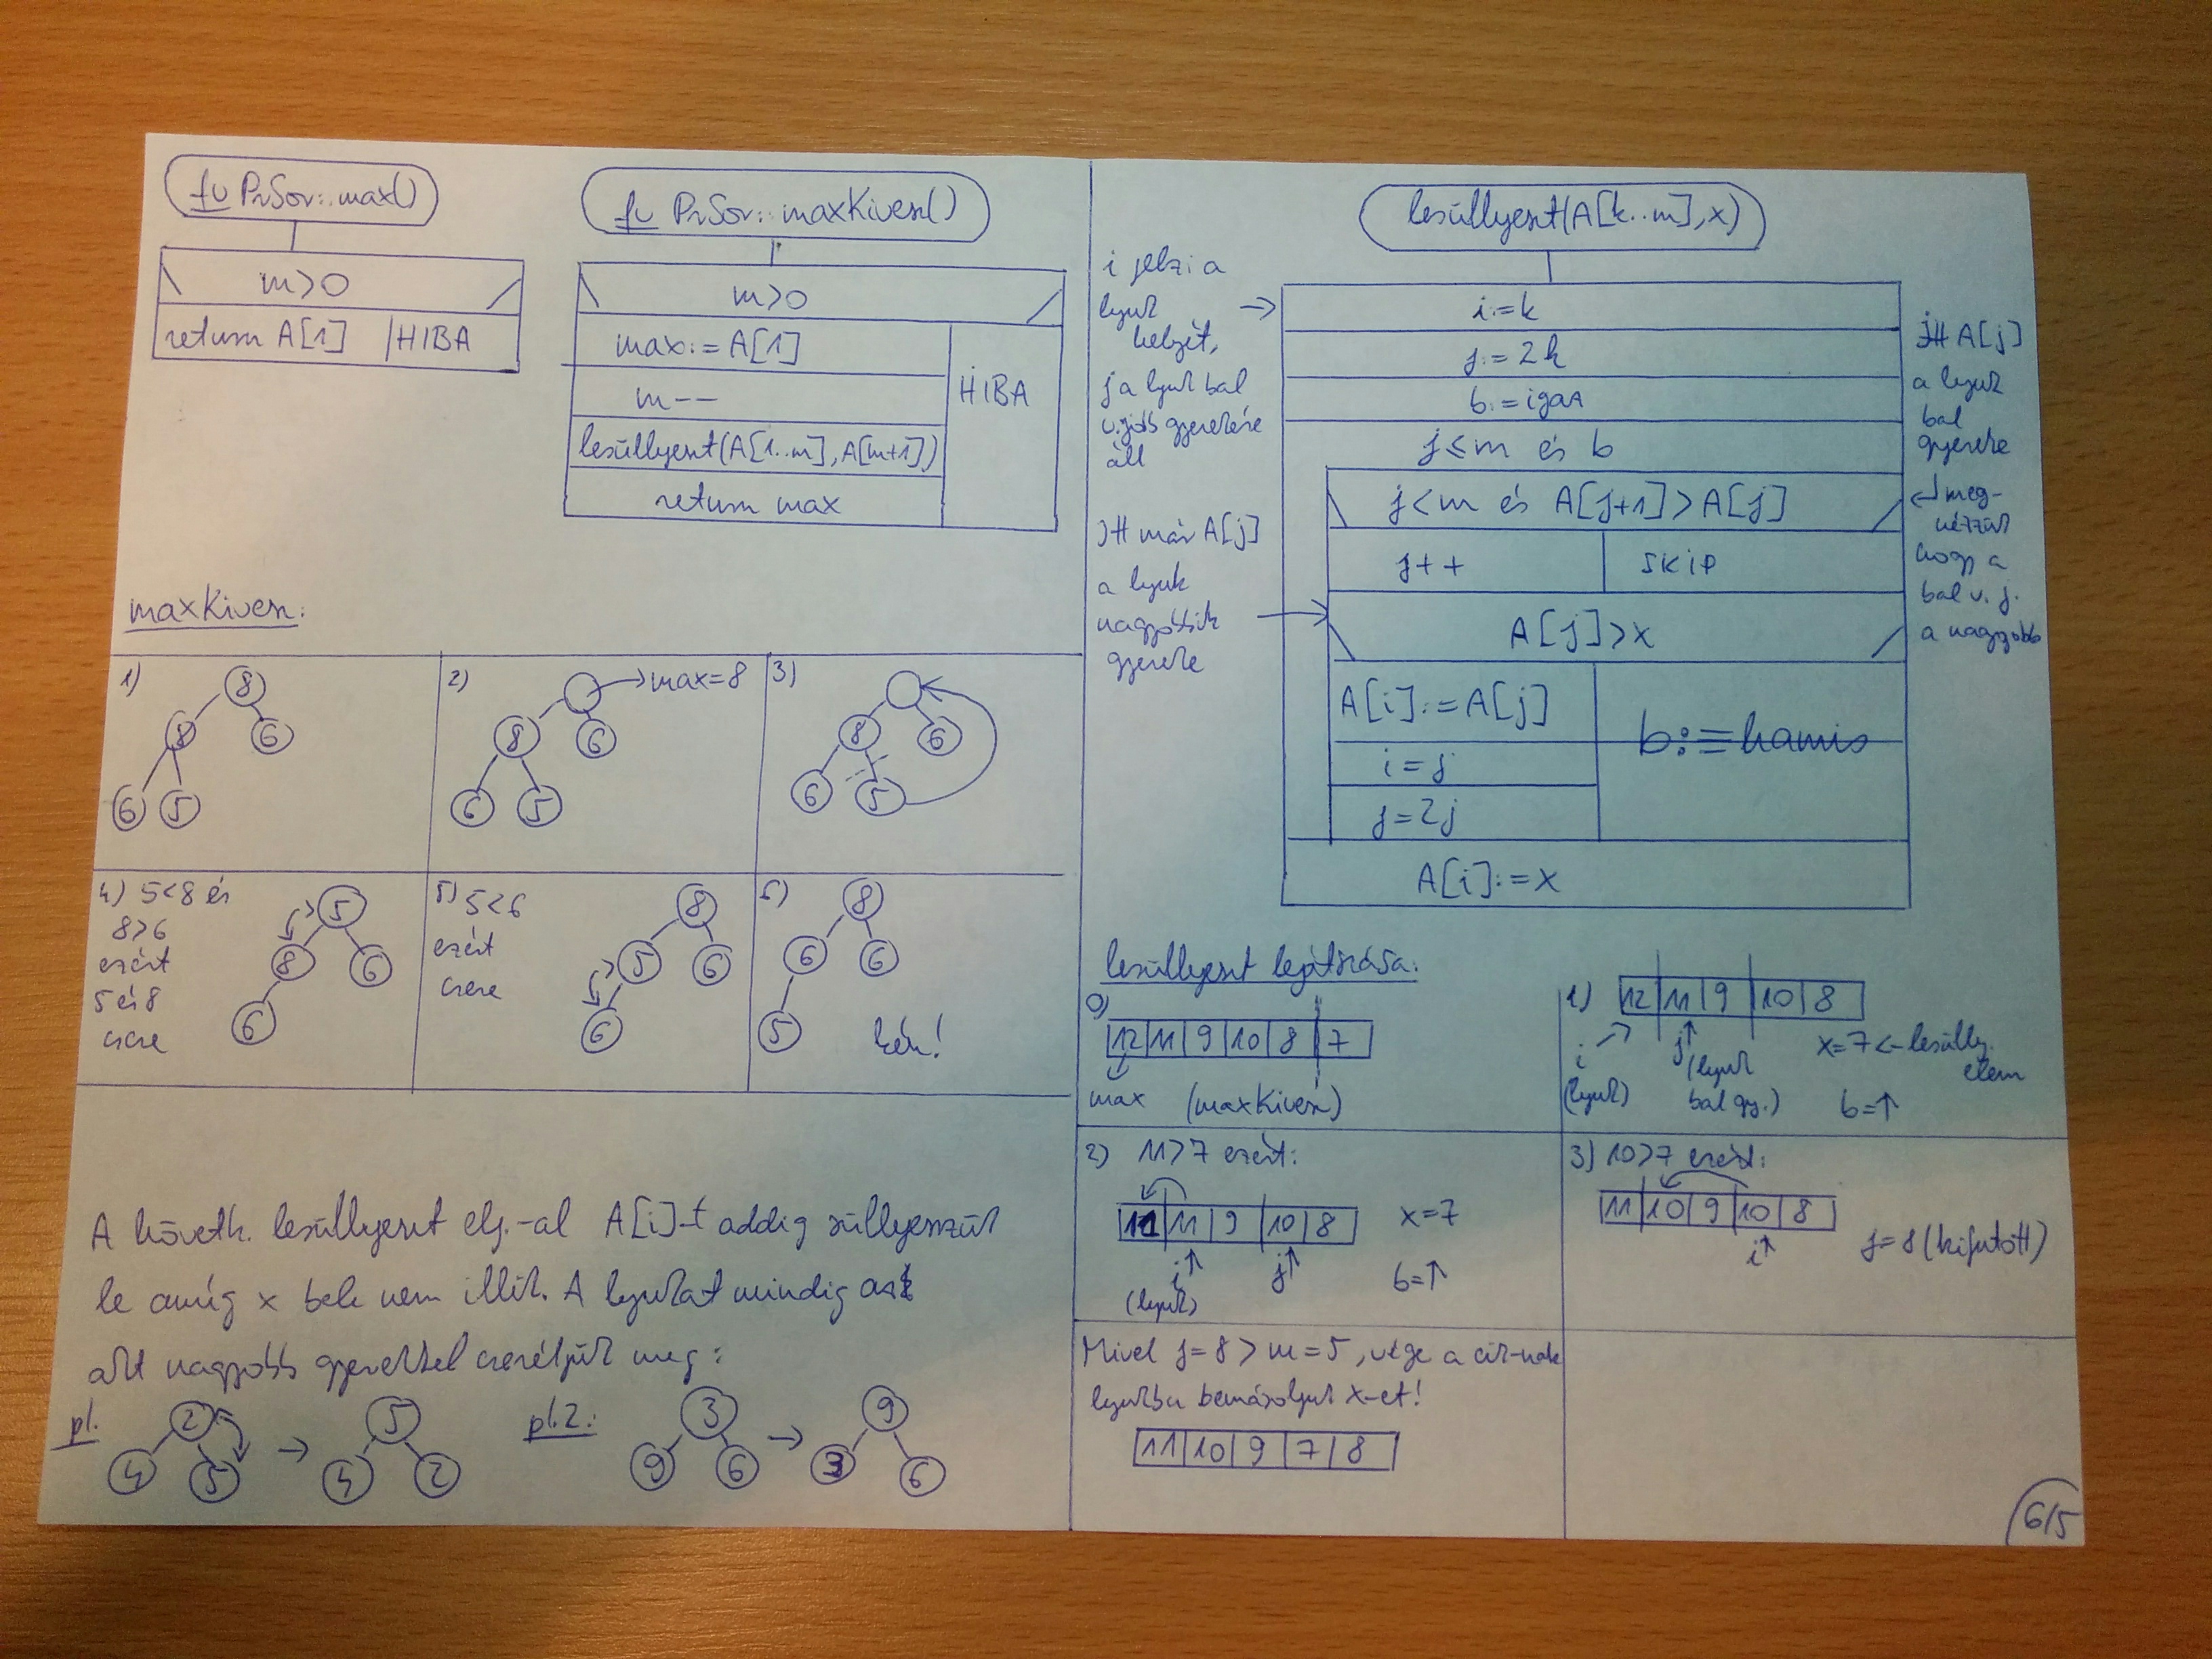 fv PrSor::max()
m>0
return A[1] | HIBA
fv PrSor::maxKivesz()
m>0
max:=A[1]
m--
lesüllyeszt(A[1..m],A[m+1])
return max
HIBA
maxKivesz:
1)
8
8 6
6 5
2)
→max=8
8 6
6 5
3)
8 6
6 5
4) 5<8 és
8>6
ezért
5 és 8
csere
5
8 6
6
5) 5<6
ezért
csere
8
5 6
6
6)
8
6 6
5
kész!
A követk. lesüllyeszt elj.-al A[i]-t addig süllyesszük
le amíg x bele nem illik. A lyukat mindig
alt nagyobb gyerekkel cseréljük meg:
pl.
2
4 5
→
5
4 2
pl.2.:
3
9 6
→
9
3 6
lesüllyeszt(A[k..m],x)
i:=k
j:=2k
b:=igaz
j≤m és b
j<m és A[j+1]>A[j]
j++
SKIP
A[j]>x
A[i]:=A[j]
i=j
j=2j
b:=hamis
A[i]:=x
i jelzi a
lyuk →
helyét,
j a lyuk bal
v. jobb gyerekére
áll
)# már A[j]
a lyuk
nagyobbik
gyereke
A[j]
a lyuk
bal
gyereke
meg-
nézzük
hogy a
bal v. j.
a nagyobb
lesüllyeszt lejátszása:
0)
12 11 9 10 8 7
max (maxKivesz)
1) 12 11 9 10 8
i
(lyuk)
j
(lyuk
bal gy.)
x=7 <- lesülly.
elem
b=↑
2) 11>7 ezért:
11 11 9 10 8
x=7
i j
(lyuk)
b=↑
3) 10>7 ezért:
11 10 9 10 8
i
j=8 (kifutott)
Mivel j=8 > m=5, vége a cik-nak
lyukba bemásoljuk x-et!
11 10 9 7 8
6/5